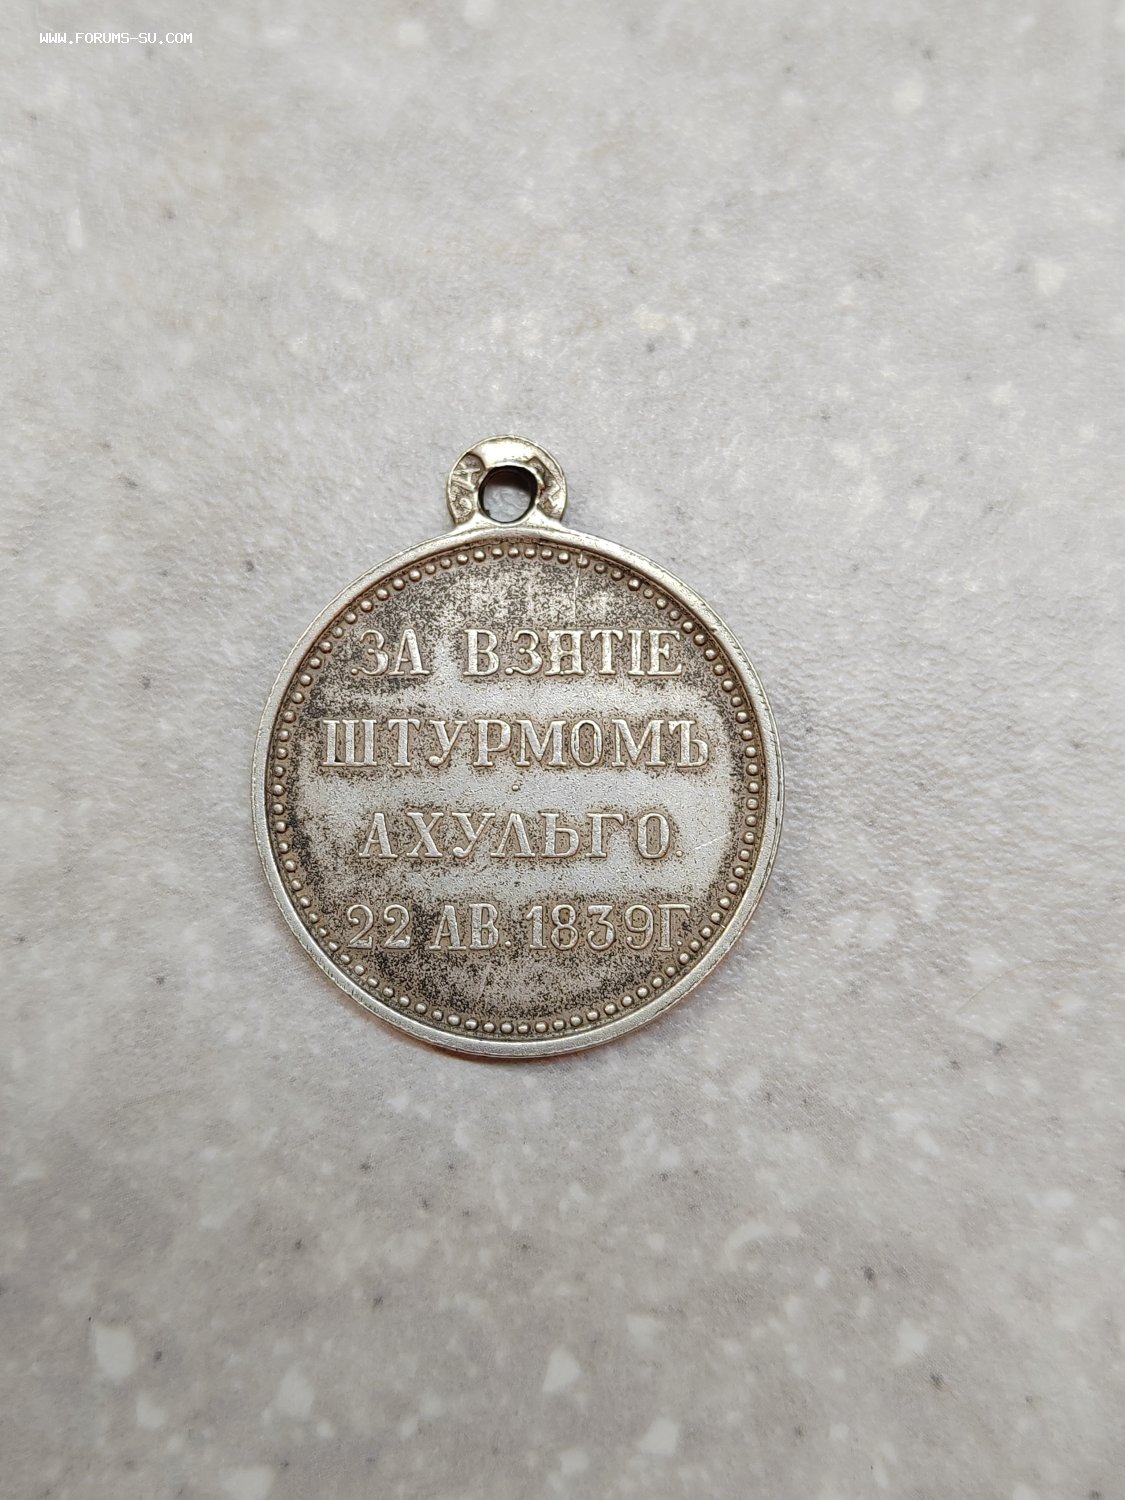 WWW.FORUMS-SU.COM
ЗА ВЗЯТІЕ
ШТУРМОМЪ
АХУЛЬГО.
22 АВ. 1839Г.